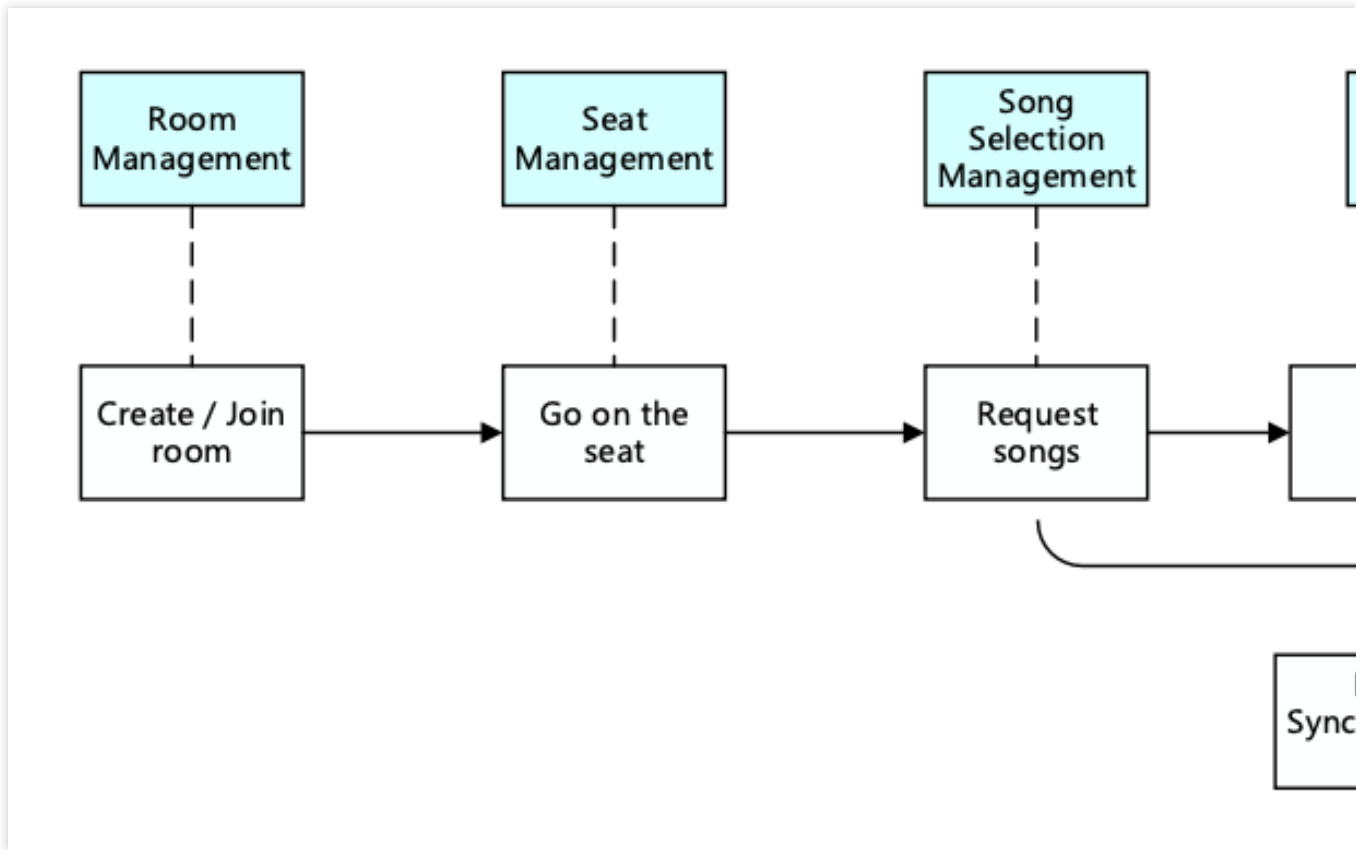 Room
Management
Seat
Management
Song
Selection
Management
Create / Join
room
Go on the
seat
Request
songs
Sync